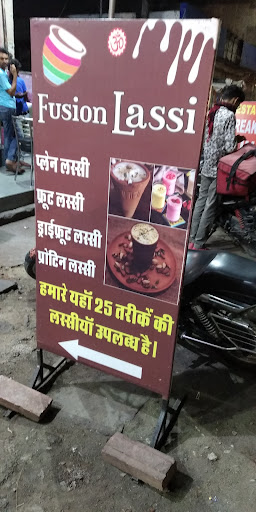 ॐ
Fusion Lassi
प्लेन लस्सी
फ्रूट लस्सी
ड्राईफ्रूट लस्सी
प्रोटिन लस्सी
हमारे यहाँ 25 तरीकें की
लस्सीयाँ उपलब्ध है।